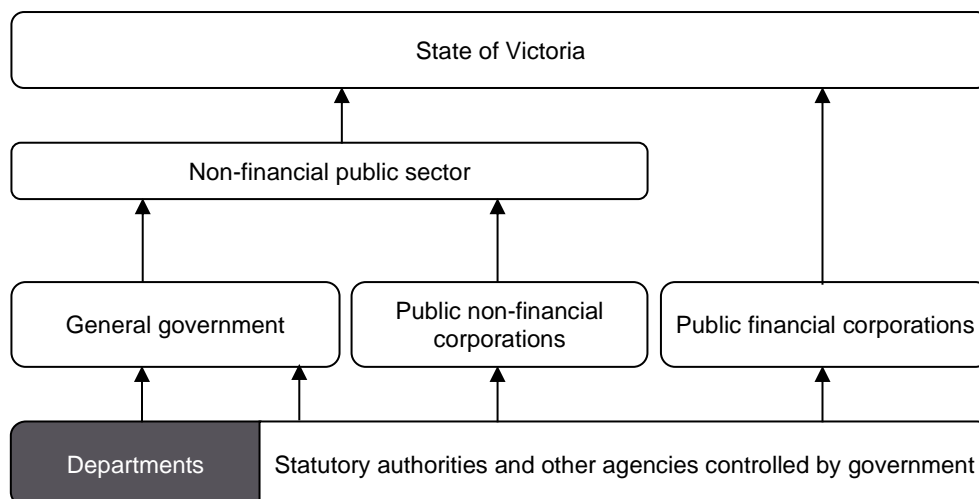 State of Victoria
Non-financial public sector
General government
Public non-financial
corporations
Public financial corporations
Departments
Statutory authorities and other agencies controlled by government